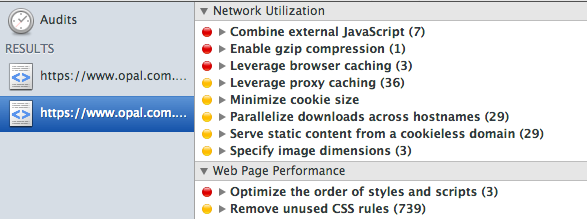 Audits
RESULTS
https://www.opal.com....
https://www.opal.com....
Network Utilization
Combine external JavaScript (7)
Enable gzip compression (1)
Leverage browser caching (3)
Leverage proxy caching (36)
Minimize cookie size
Parallelize downloads across hostnames (29)
Serve static content from a cookieless domain (29)
Specify image dimensions (3)
Web Page Performance
Optimize the order of styles and scripts (3)
Remove unused CSS rules (739)